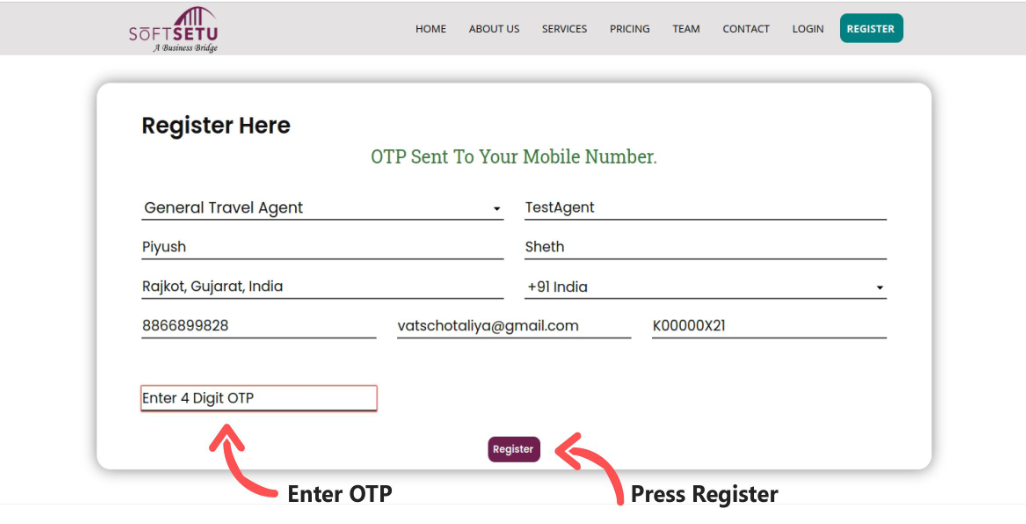 SŌFTSETU
A Business Bridge
HOME ABOUT US SERVICES PRICING TEAM CONTACT LOGIN REGISTER
Register Here
OTP Sent To Your Mobile Number.
General Travel Agent TestAgent
Piyush Sheth
Rajkot, Gujarat, India +91 India
8866899828 vatschotaliya@gmail.com K00000X21
Enter 4 Digit OTP
Register
Enter OTP Press Register